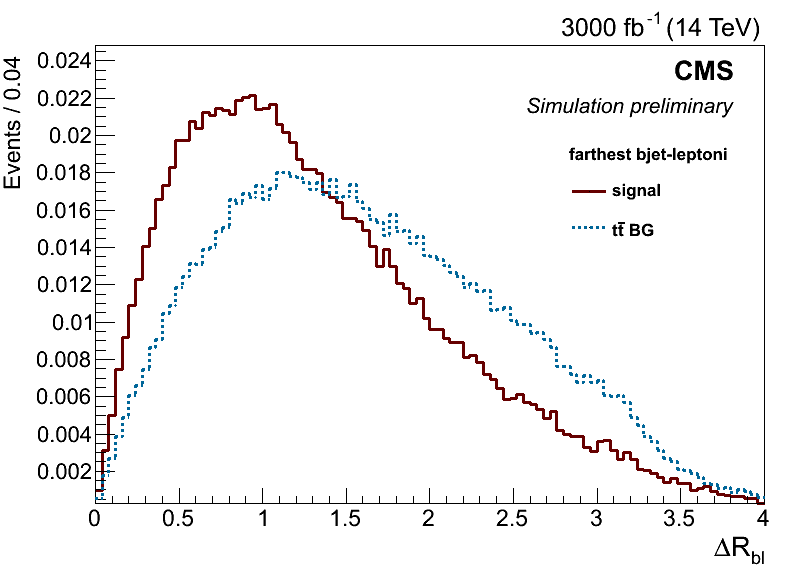 3000 fb-1 (14 TeV)
CMS
Simulation preliminary
farthest bjet-leptoni
signal
tt̄ BG
Events / 0.04
0.024
0.022
0.02
0.018
0.016
0.014
0.012
0.01
0.008
0.006
0.004
0.002
0 0.5 1 1.5 2 2.5 3 3.5 4
ΔRbl